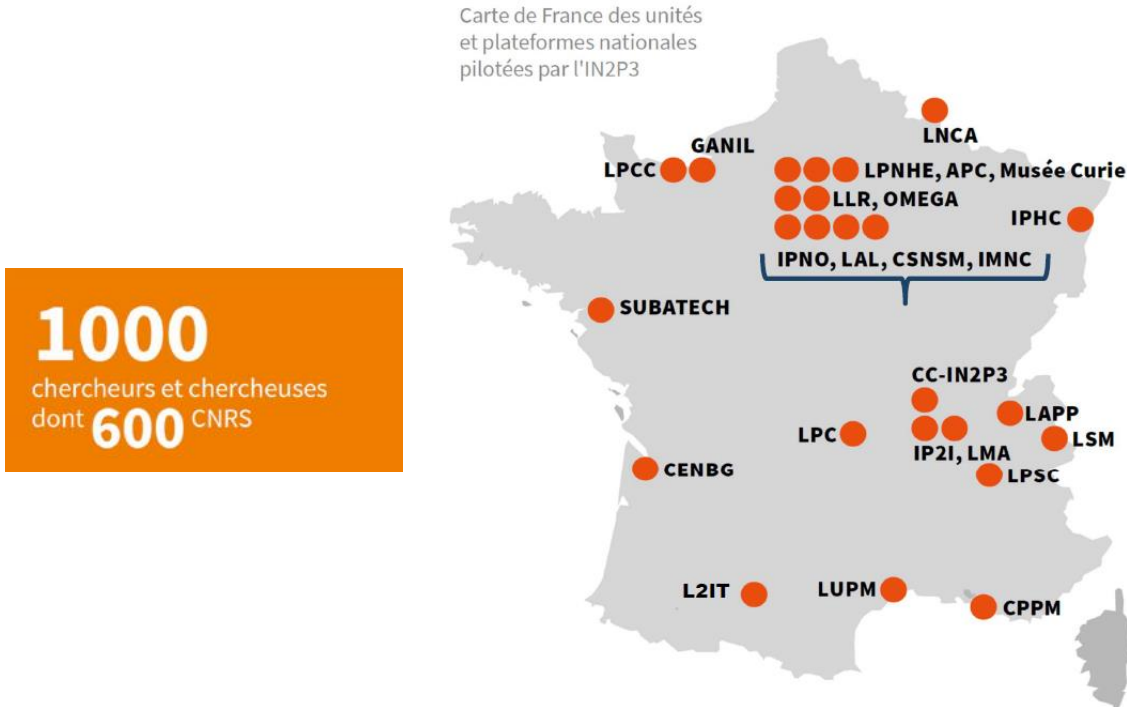 Carte de France des unités
et plateformes nationales
pilotées par l'IN2P3
LNCA
GANIL
LPCC
LPNHE, APC, Musée Curie
LLR, OMEGA
IPHC
IPNO, LAL, CSNSM, IMNC
SUBATECH
1000
chercheurs et chercheuses
dont 600 CNRS
CC-IN2P3
LAPP
LPC
LSM
IP2I, LMA
CENBG
LPSC
L2IT
LUPM
CPPM